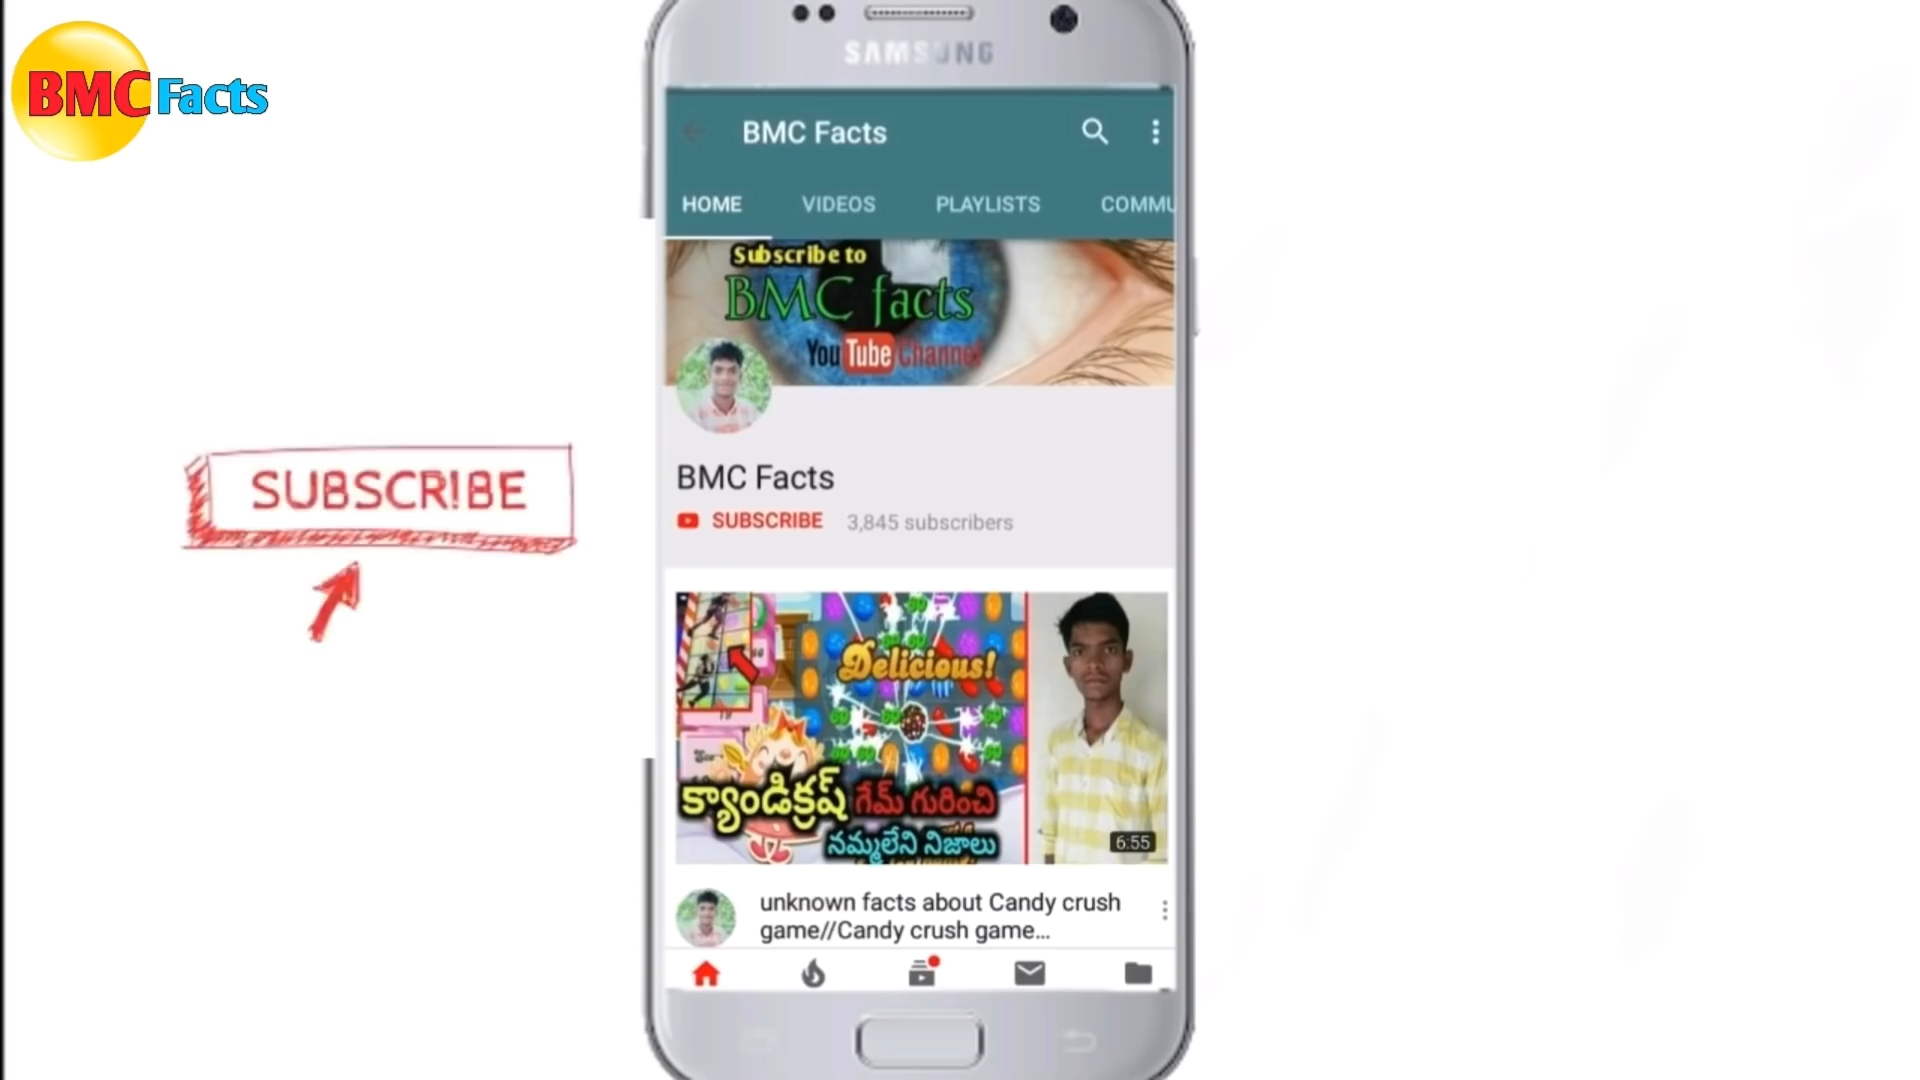 BMC Facts
SAMSUNG
BMC Facts
HOME VIDEOS PLAYLISTS COMMU
Subscribe to
BMC facts
YouTube Channel
SUBSCRIBE
BMC Facts
SUBSCRIBE 3,845 subscribers
Delicious!
క్యాండిక్రష్ గేమ్ గురించి
నమ్మలేని నిజాలు
6:55
unknown facts about Candy crush
game//Candy crush game...